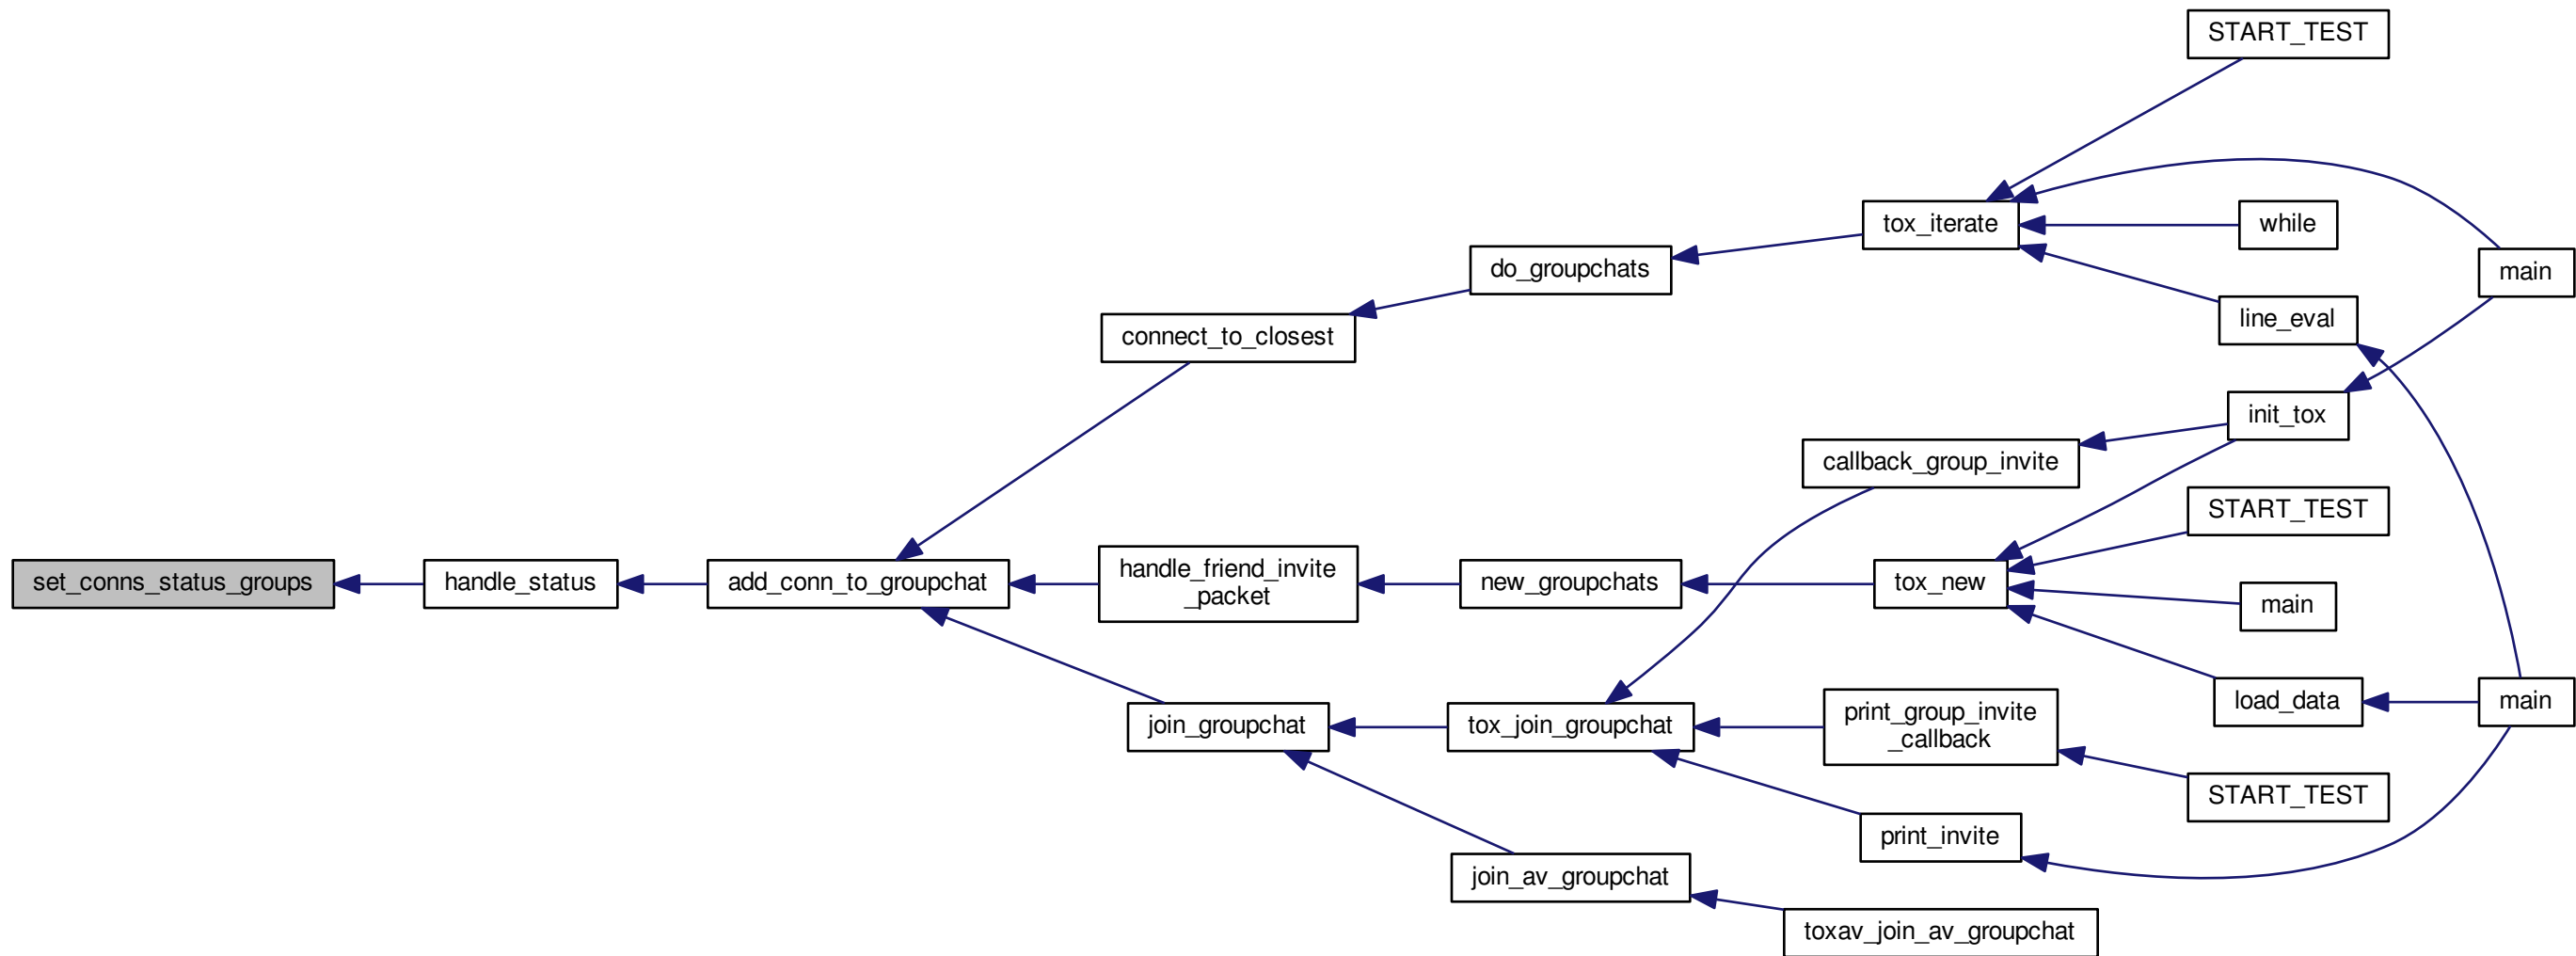 START_TEST
tox_iterate
while
do_groupchats
main
line_eval
connect_to_closest
init_tox
callback_group_invite
START_TEST
set_conns_status_groups
handle_status
add_conn_to_groupchat
handle_friend_invite
_packet
new_groupchats
tox_new
main
load_data
main
join_groupchat
tox_join_groupchat
print_group_invite
_callback
START_TEST
print_invite
join_av_groupchat
toxav_join_av_groupchat